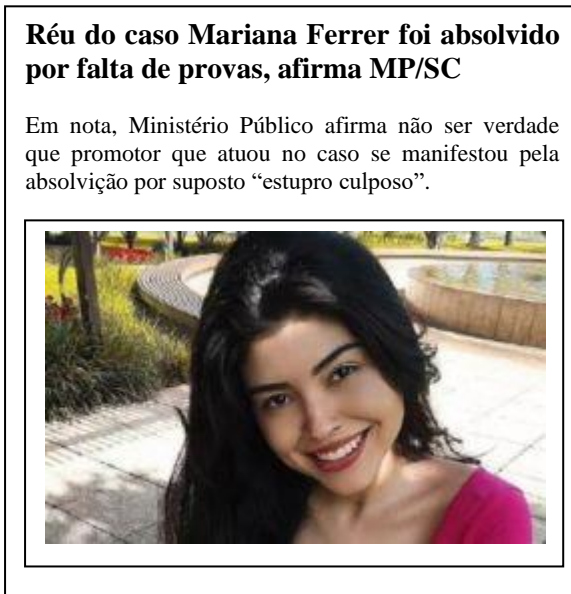 Réu do caso Mariana Ferrer foi absolvido
por falta de provas, afirma MP/SC
Em nota, Ministério Público afirma não ser verdade
que promotor que atuou no caso se manifestou pela
absolvição por suposto “estupro culposo”.